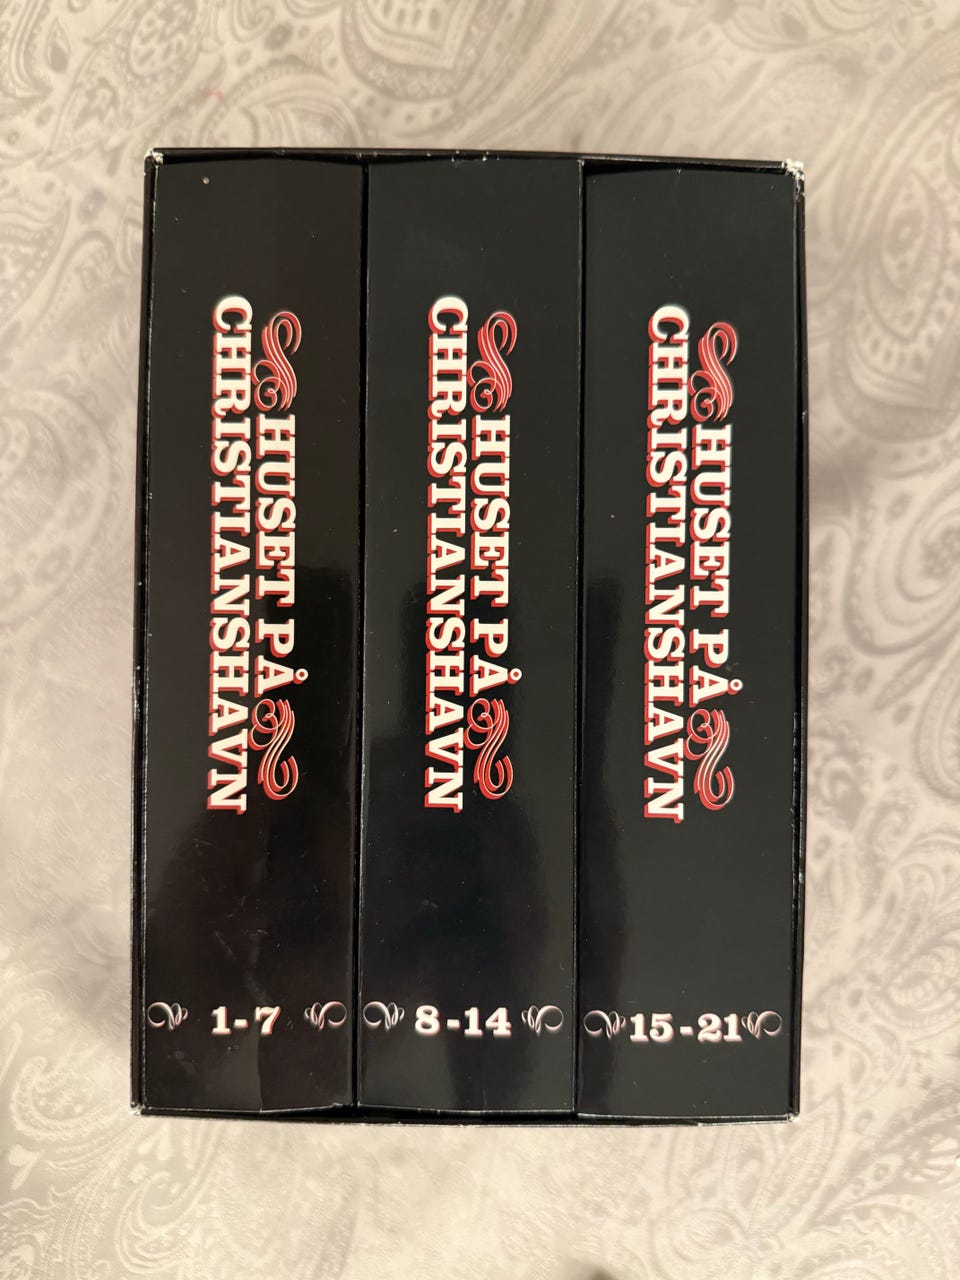 HUSET PÅ
CHRISTIANSHAVN
1-7
HUSET PÅ
CHRISTIANSHAVN
8-14
HUSET PÅ
CHRISTIANSHAVN
15-21